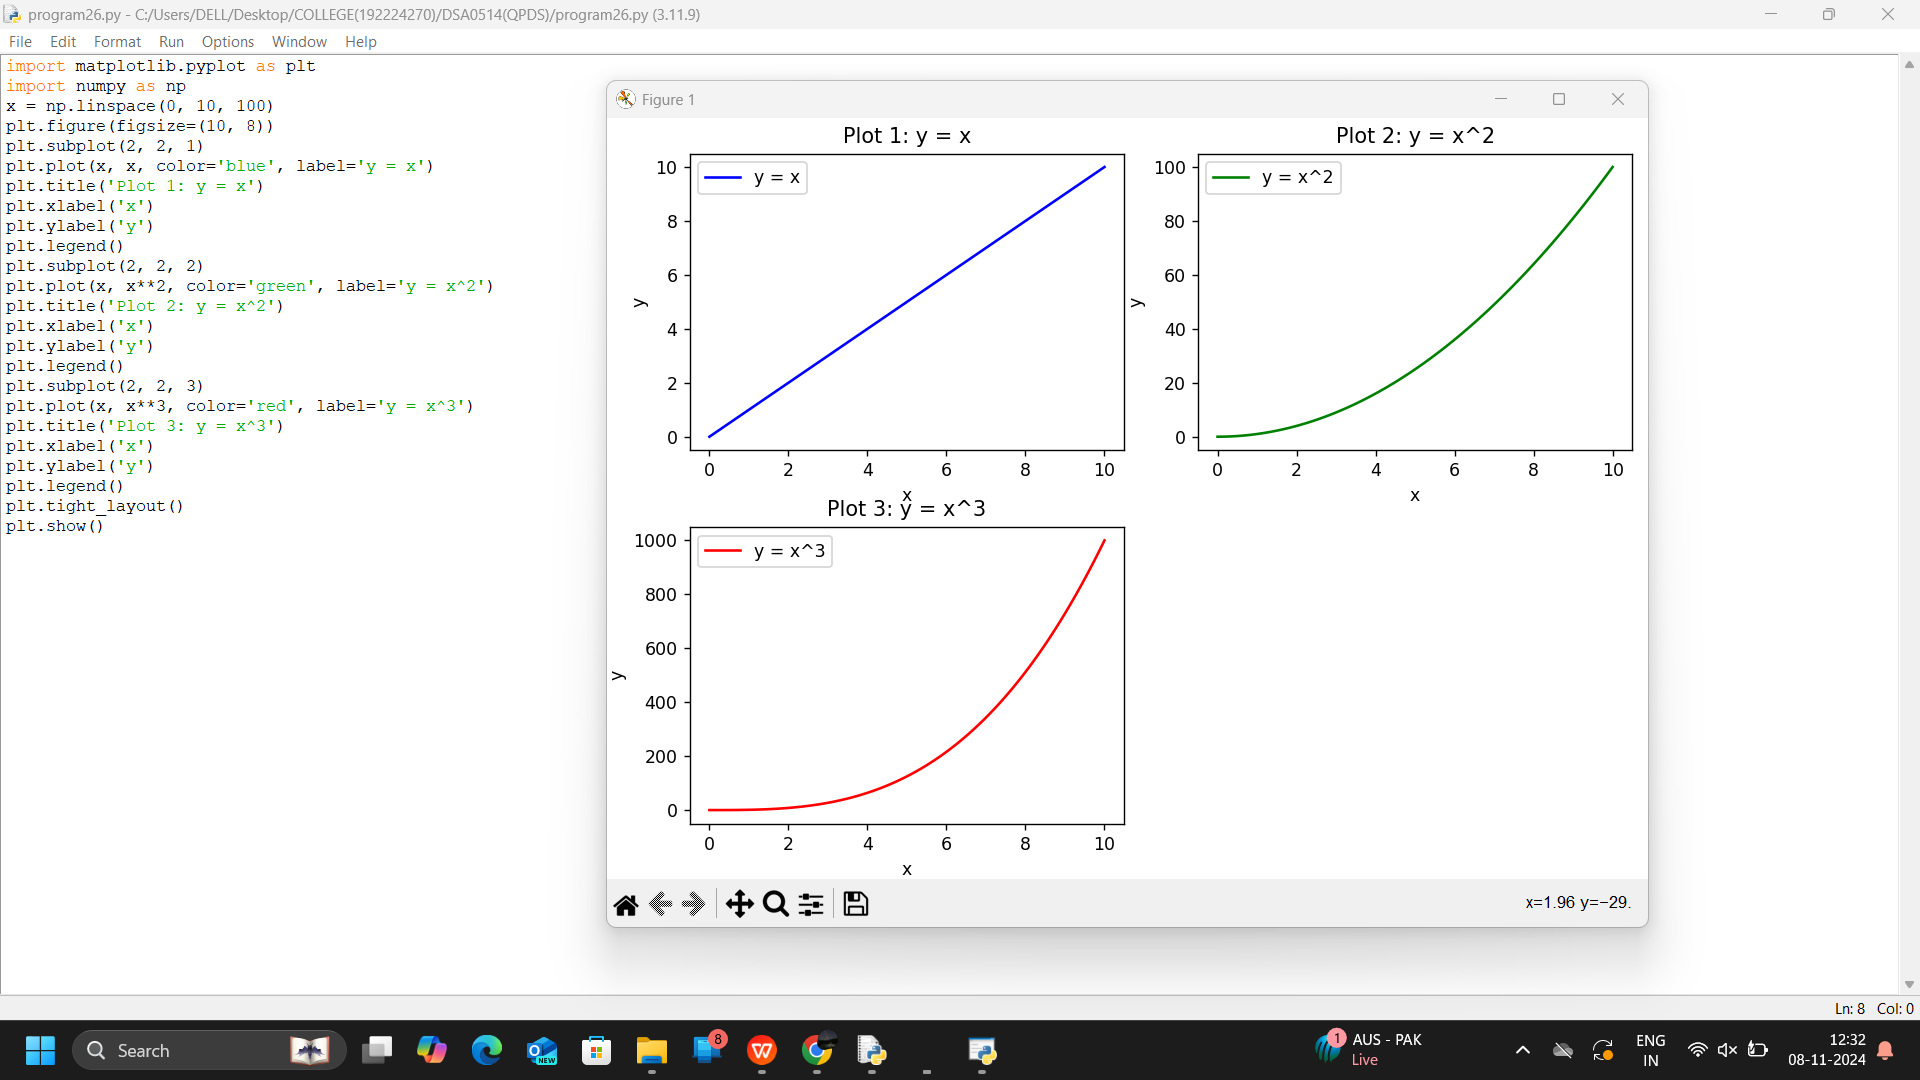 program26.py - C:/Users/DELL/Desktop/COLLEGE(192224270)/DSA0514(QPDS)/program26.py (3.11.9)
File Edit Format Run Options Window Help
import matplotlib.pyplot as plt
import numpy as np
x = np.linspace(0, 10, 100)
plt.figure(figsize=(10, 8))
plt.subplot(2, 2, 1)
plt.plot(x, x, color='blue', label='y = x')
plt.title('Plot 1: y = x')
plt.xlabel('x')
plt.ylabel('y')
plt.legend()
plt.subplot(2, 2, 2)
plt.plot(x, x**2, color='green', label='y = x^2')
plt.title('Plot 2: y = x^2')
plt.xlabel('x')
plt.ylabel('y')
plt.legend()
plt.subplot(2, 2, 3)
plt.plot(x, x**3, color='red', label='y = x^3')
plt.title('Plot 3: y = x^3')
plt.xlabel('x')
plt.ylabel('y')
plt.legend()
plt.tight_layout()
plt.show()
Figure 1
Plot 1: y = x
y = x
10
8
6
4
2
0
y
0 2 4 6 8 10
x
Plot 2: y = x^2
y = x^2
100
80
60
40
20
0
y
0 2 4 6 8 10
x
Plot 3: y = x^3
y = x^3
1000
800
600
400
200
0
y
0 2 4 6 8 10
x
x=1.96 y=−29.
Ln: 8 Col: 0
Search
NEW
8
W
1
AUS - PAK
Live
ENG
IN
12:32
08-11-2024